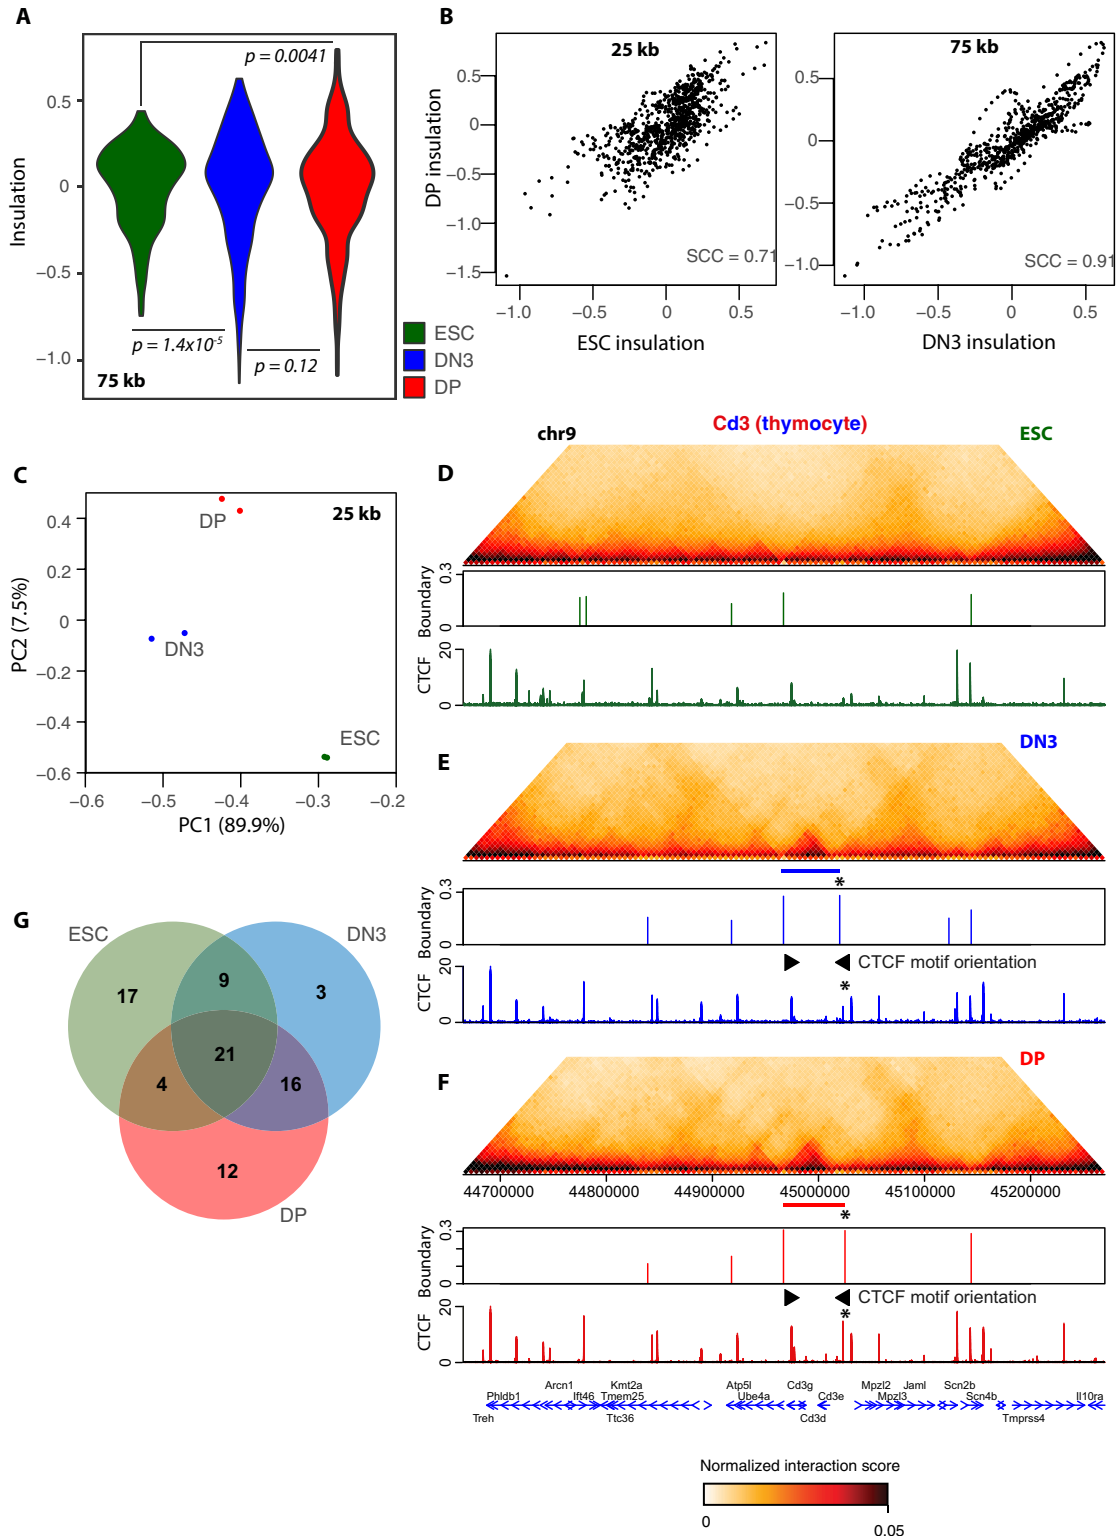 A
p = 0.0041
Insulation
0.5
0
−0.5
−1.0
p = 1.4x10-5
p = 0.12
75 kb
ESC
DN3
DP
B
25 kb
DP insulation
0.5
0
−0.5
−1.0
−1.5
SCC = 0.71
−1.0
−0.5
0
0.5
ESC insulation
75 kb
0.5
0
−0.5
−1.0
SCC = 0.91
−1.0
−0.5
0
0.5
DN3 insulation
C
25 kb
DP
DN3
ESC
PC2 (7.5%)
0.4
0.2
0
−0.2
−0.4
−0.6
−0.6
−0.5
−0.4
−0.3
−0.2
PC1 (89.9%)
Cd3 (thymocyte)
chr9
ESC
D
Boundary
0.3
0
CTCF
20
0
DN3
E
*
Boundary
0.3
0
CTCF motif orientation
*
CTCF
20
0
DP
F
44700000
44800000
44900000
45000000
45100000
45200000
*
Boundary
0.3
0
CTCF motif orientation
*
CTCF
20
0
Arcn1
Kmt2a
Atp5l
Cd3g
Mpzl2
Jaml
Scn2b
Phldb1
Ift46
Tmem25
Ube4a
Cd3e
Mpzl3
Scn4b
Il10ra
Treh
Ttc36
Cd3d
Tmprss4
Normalized interaction score
0
0.05
G
ESC
DN3
17
9
3
21
4
16
12
DP